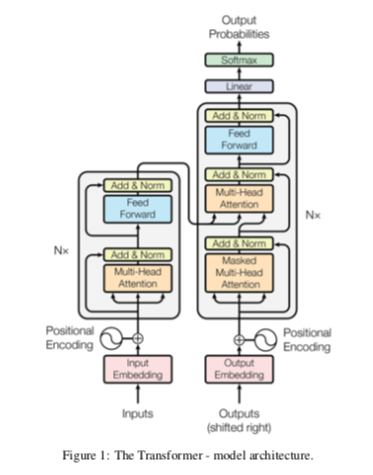 Output
Probabilities
Softmax
Linear
Add & Norm
Feed
Forward
Add & Norm
Multi-Head
Attention
Add & Norm
Masked
Multi-Head
Attention
Nx
Add & Norm
Feed
Forward
Add & Norm
Multi-Head
Attention
Nx
Positional
Encoding
Positional
Encoding
Input
Embedding
Output
Embedding
Inputs
Outputs
(shifted right)
Figure 1: The Transformer - model architecture.